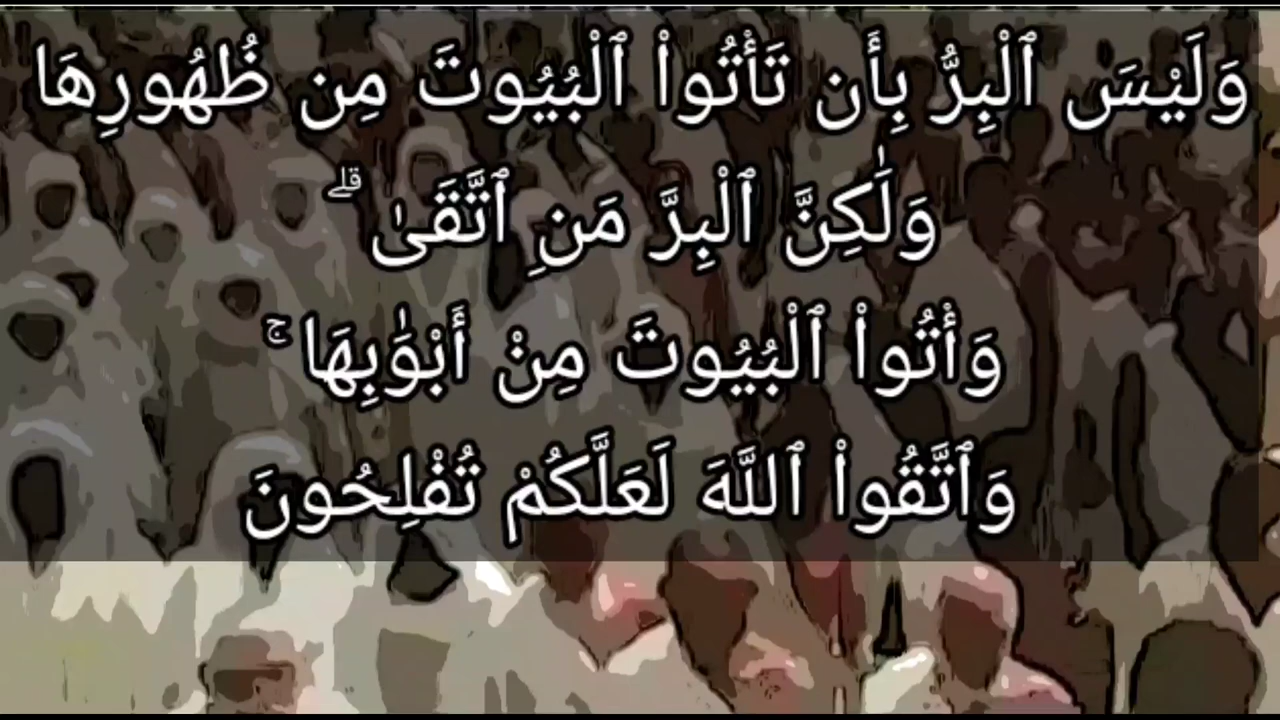 وَلَيْسَ ٱلْبِرُّ بِأَن تَأْتُوا۟ ٱلْبُيُوتَ مِن ظُهُورِهَا
وَلَٰكِنَّ ٱلْبِرَّ مَنِ ٱتَّقَىٰ ۗ
وَأْتُوا۟ ٱلْبُيُوتَ مِنْ أَبْوَٰبِهَا ۚ
وَٱتَّقُوا۟ ٱللَّهَ لَعَلَّكُمْ تُفْلِحُونَ